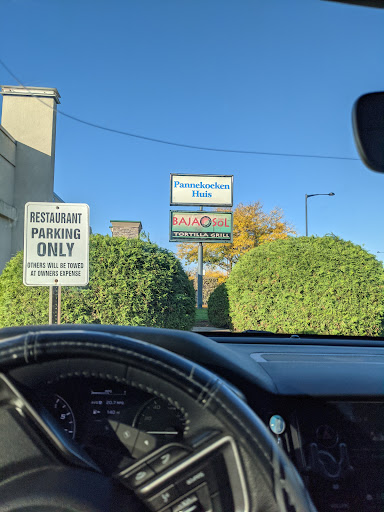 Pannekoeken
Huis
BAJA SOL
TORTILLA GRILL
RESTAURANT
PARKING
ONLY
OTHERS WILL BE TOWED
AT OWNERS EXPENSE